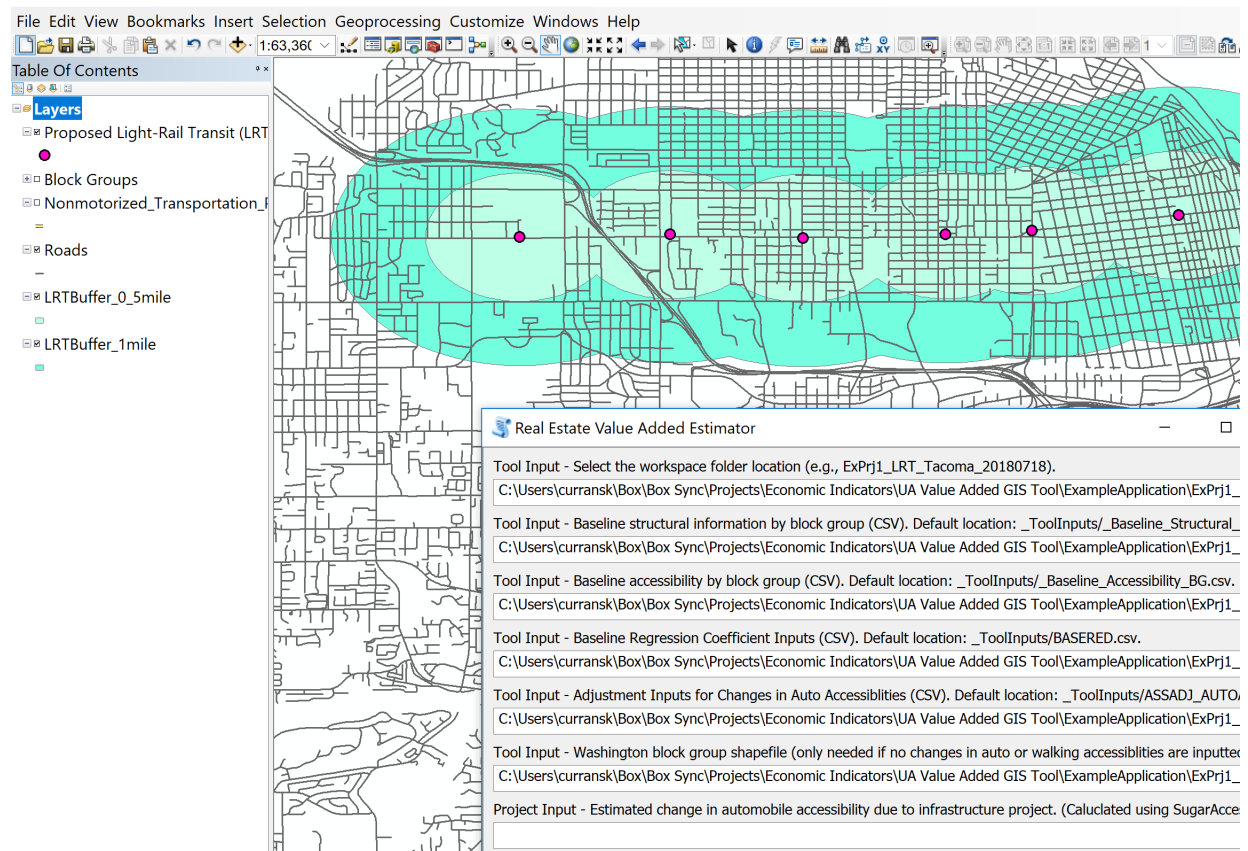 File Edit View Bookmarks Insert Selection Geoprocessing Customize Windows Help
1:63,36(
1
Table Of Contents
Layers
Proposed Light-Rail Transit (LRT
Block Groups
Nonmotorized_Transportation_
Roads
LRTBuffer_0_5mile
LRTBuffer_1mile
Real Estate Value Added Estimator
Tool Input - Select the workspace folder location (e.g., ExPrj1_LRT_Tacoma_20180718).
C:\Users\curransk\Box\Box Sync\Projects\Economic Indicators\UA Value Added GIS Tool\ExampleApplication\ExPrj1_
Tool Input - Baseline structural information by block group (CSV). Default location: _ToolInputs/_Baseline_Structural_
C:\Users\curransk\Box\Box Sync\Projects\Economic Indicators\UA Value Added GIS Tool\ExampleApplication\ExPrj1_
Tool Input - Baseline accessibility by block group (CSV). Default location: _ToolInputs/_Baseline_Accessibility_BG.csv.
C:\Users\curransk\Box\Box Sync\Projects\Economic Indicators\UA Value Added GIS Tool\ExampleApplication\ExPrj1_
Tool Input - Baseline Regression Coefficient Inputs (CSV). Default location: _ToolInputs/BASERED.csv.
C:\Users\curransk\Box\Box Sync\Projects\Economic Indicators\UA Value Added GIS Tool\ExampleApplication\ExPrj1_
Tool Input - Adjustment Inputs for Changes in Auto Accessiblities (CSV). Default location: _ToolInputs/ASSADJ_AUTO
C:\Users\curransk\Box\Box Sync\Projects\Economic Indicators\UA Value Added GIS Tool\ExampleApplication\ExPrj1_
Tool Input - Washington block group shapefile (only needed if no changes in auto or walking accessiblities are inputted
C:\Users\curransk\Box\Box Sync\Projects\Economic Indicators\UA Value Added GIS Tool\ExampleApplication\ExPrj1_
Project Input - Estimated change in automobile accessibility due to infrastructure project. (Caluclated using SugarAcce